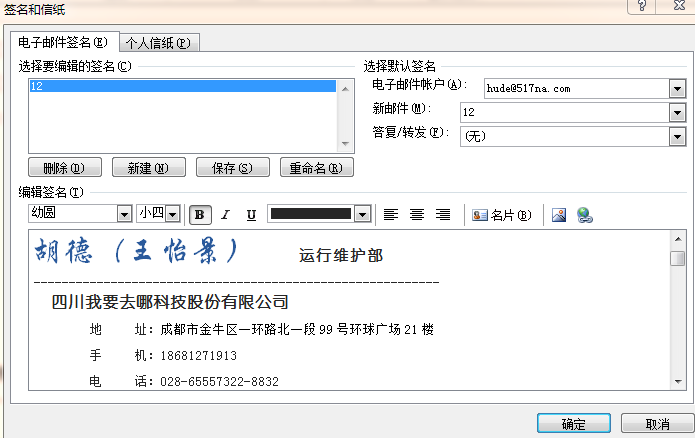 签名和信纸
电子邮件签名(E) 个人信纸(P)
选择要编辑的签名(C) 选择默认签名
12
电子邮件帐户(A): hude@517na.com
新邮件(M): 12
答复/转发(F): (无)
删除(D) 新建(N) 保存(S) 重命名(R)
编辑签名(T)
幼圆 小四 B I U 名片(B)
胡德（王怡景） 运行维护部
四川我要去哪科技股份有限公司
地 址：成都市金牛区一环路北一段99号环球广场21楼
手 机：18681271913
电 话：028-65557322-8832
确定 取消